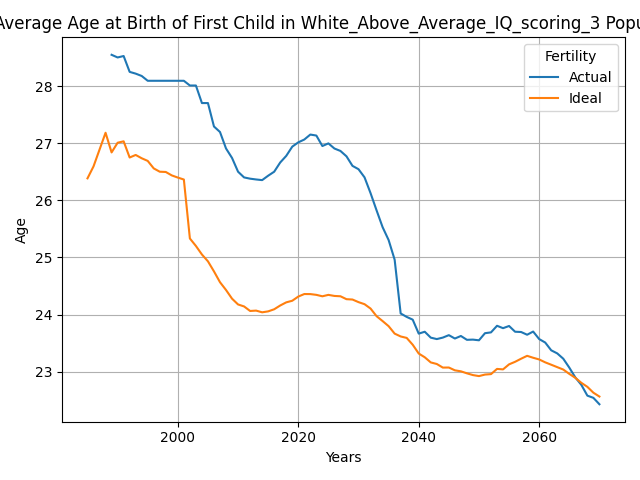 Average Age at Birth of First Child in White_Above_Average_IQ_scoring_3
Fertility
Actual
Ideal
28
27
26
25
24
23
Age
2000 2020 2040 2060
Years